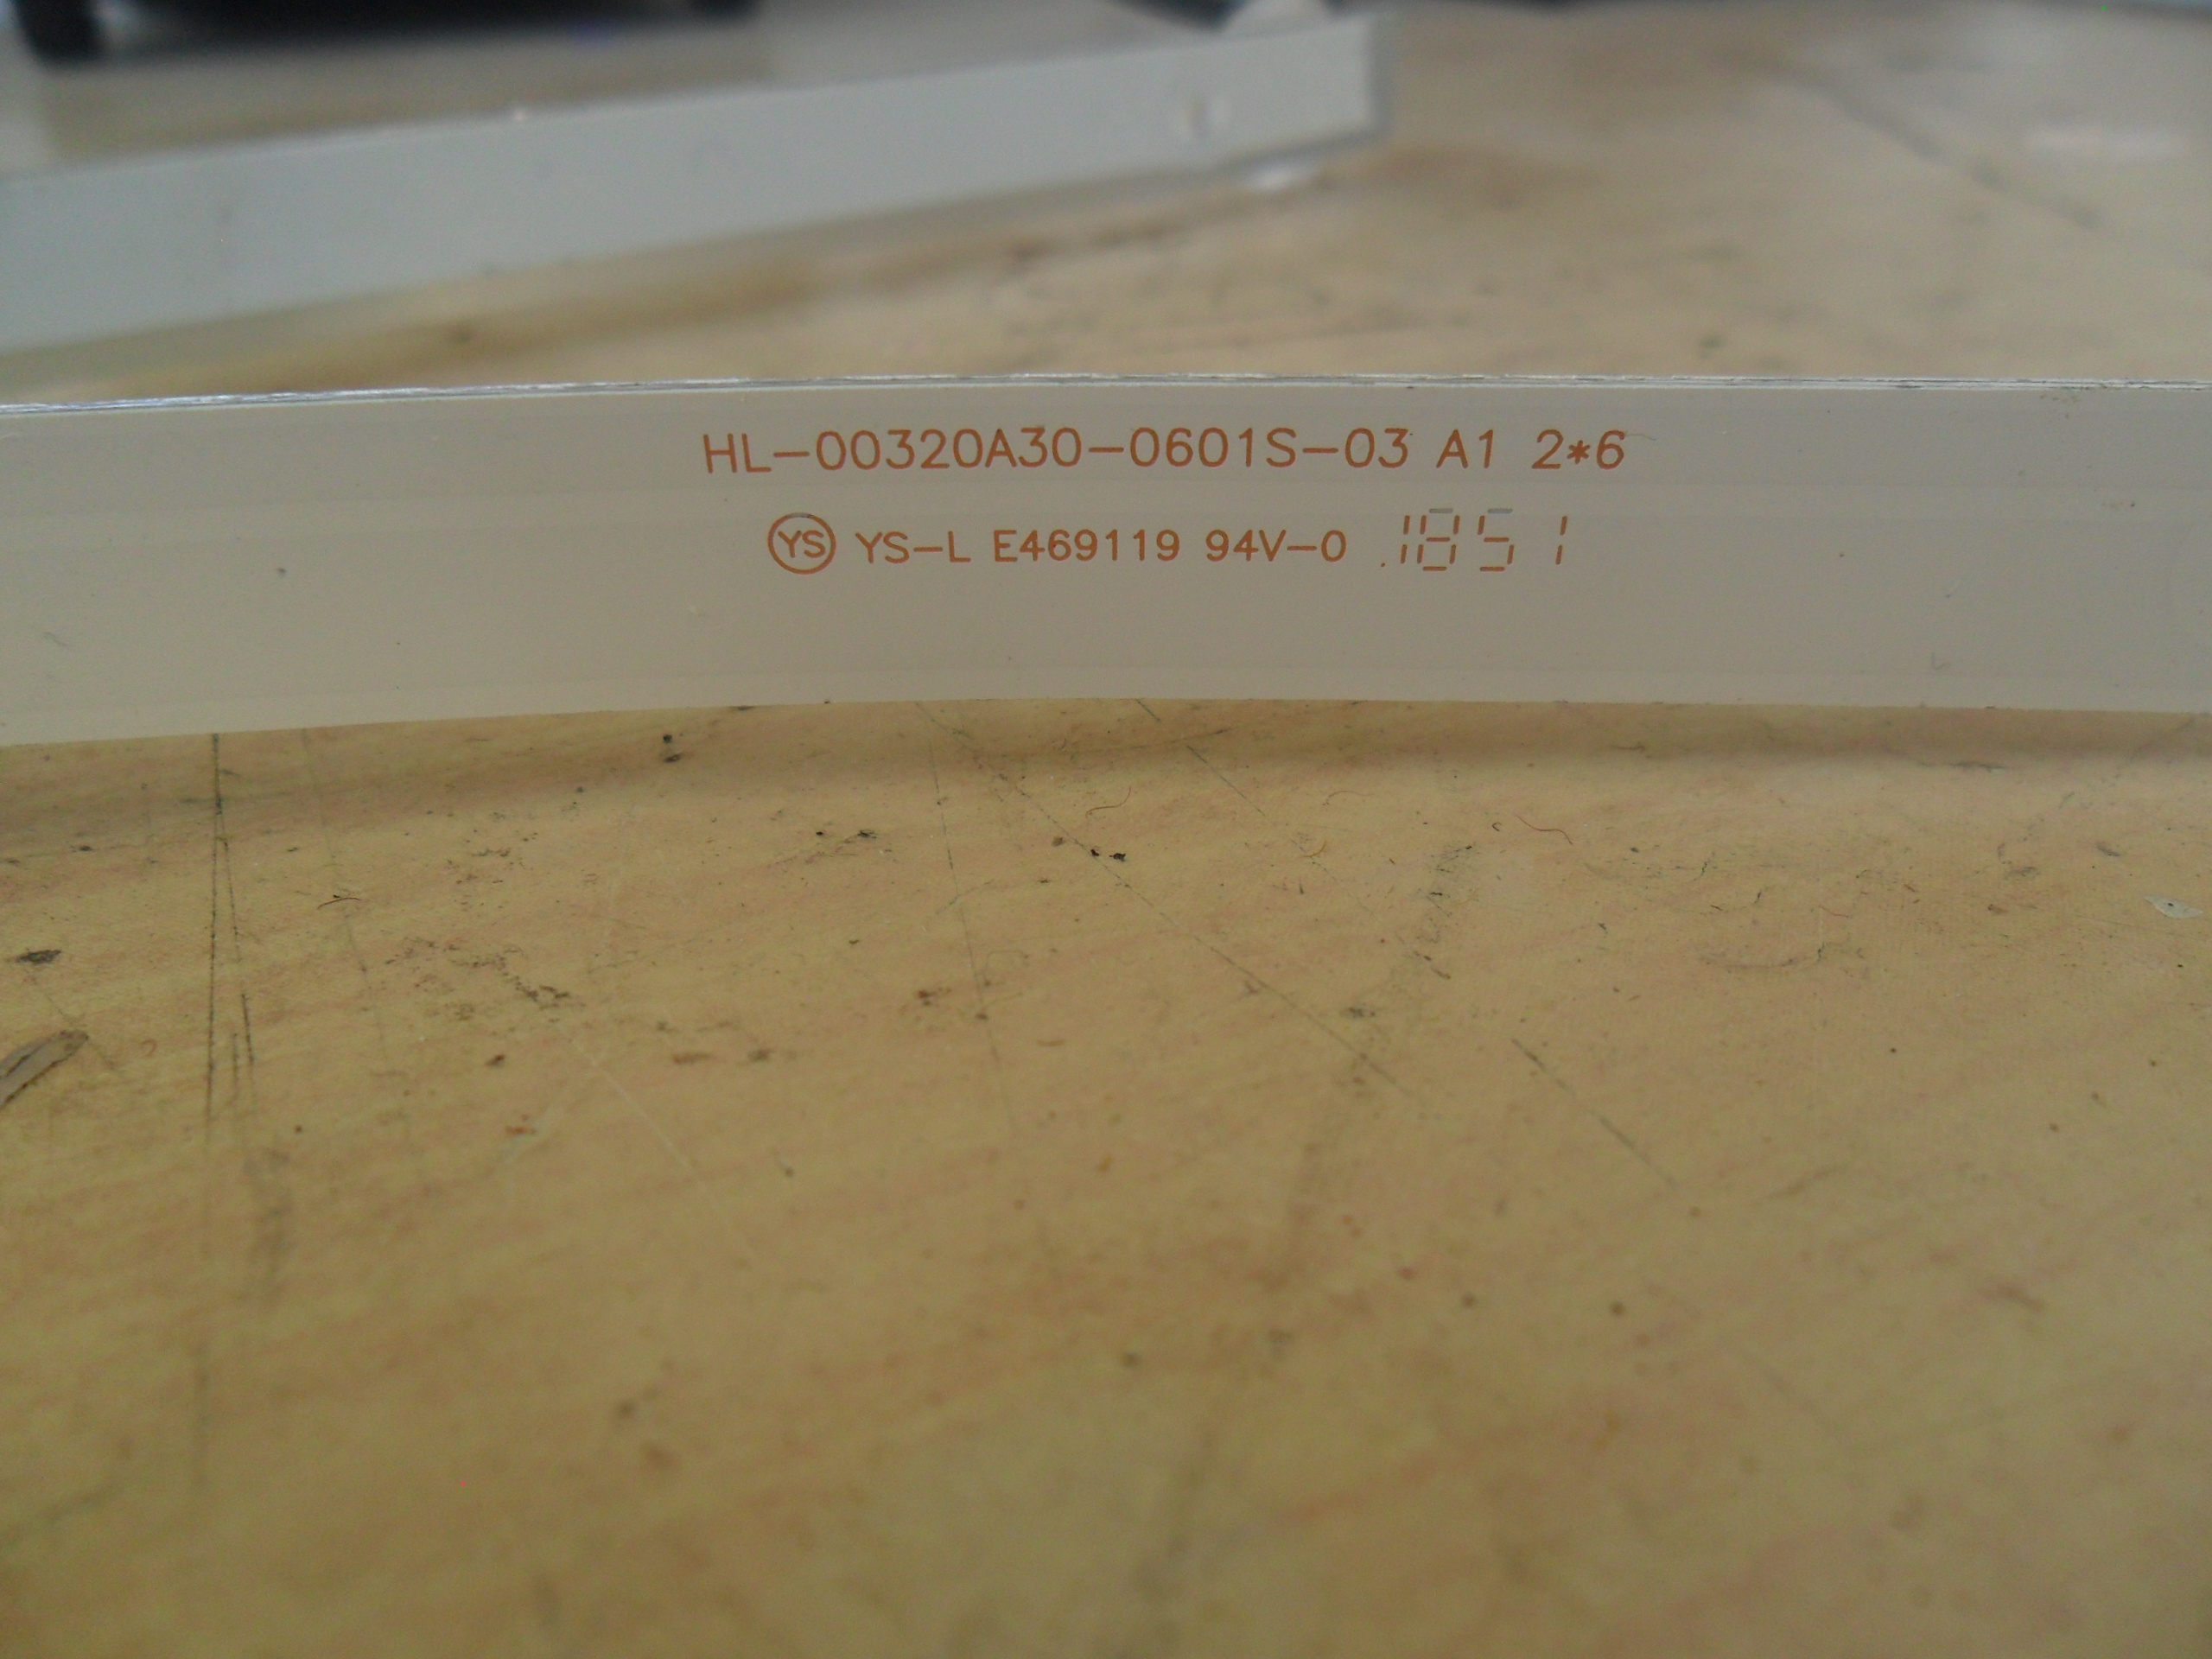 HL-00320A30-0601S-03 A1 2*6
YS YS-L E469119 94V-0 .1851